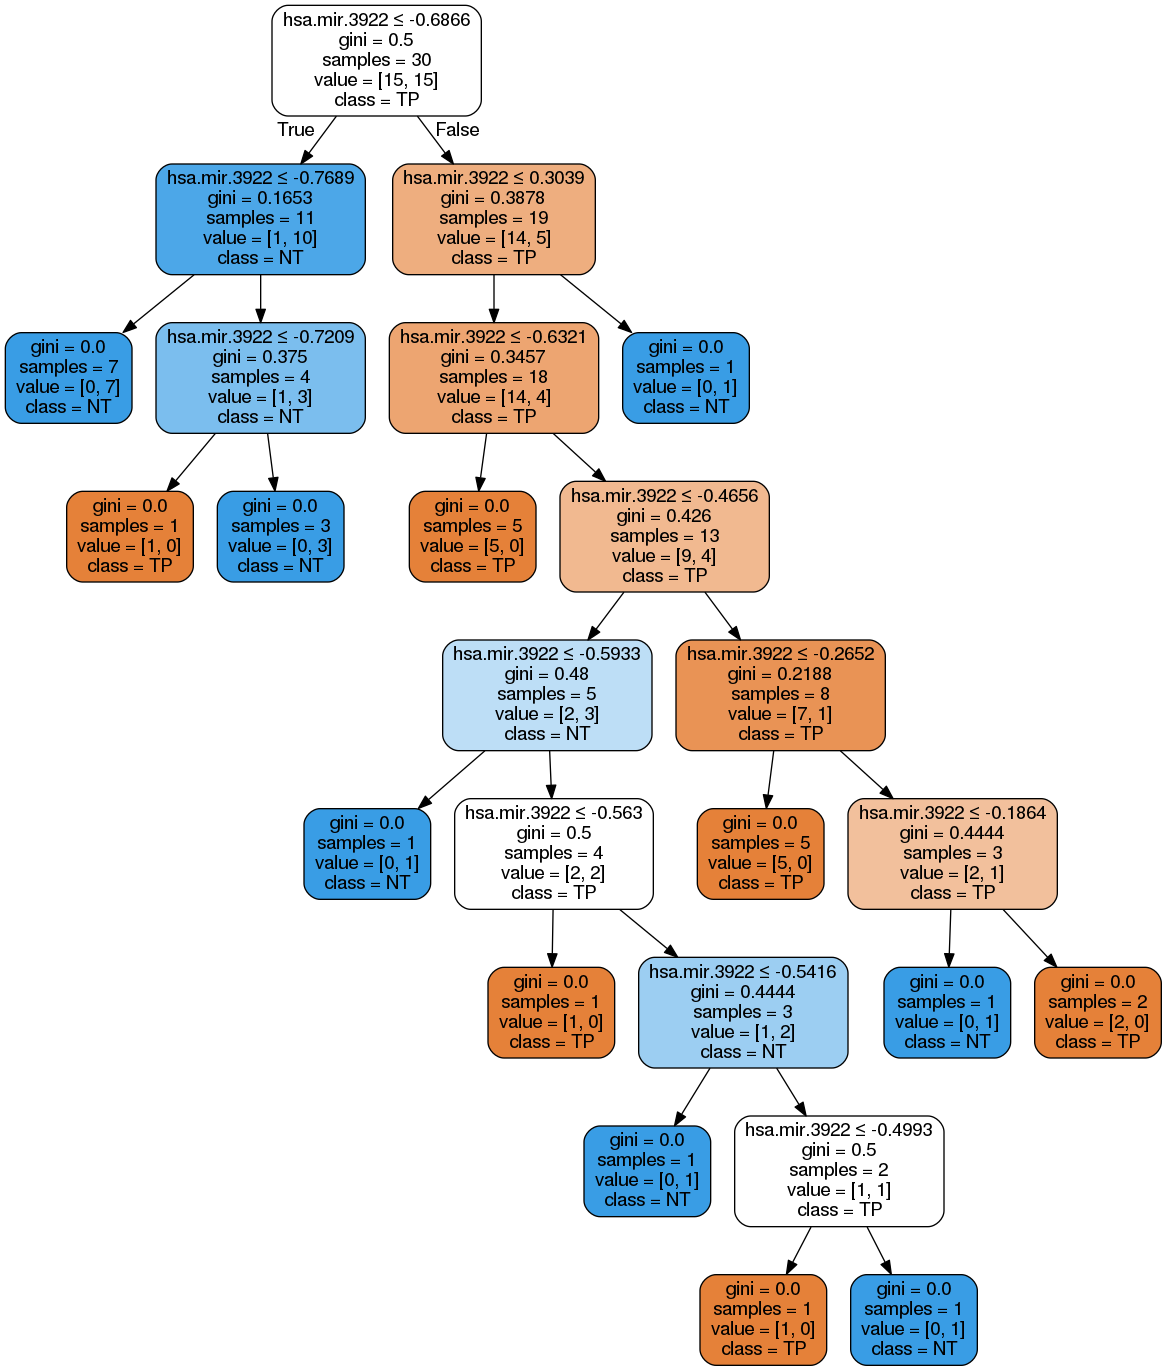 hsa.mir.3922 ≤ -0.6866
gini = 0.5
samples = 30
value = [15, 15]
class = TP
True
False
hsa.mir.3922 ≤ -0.7689
gini = 0.1653
samples = 11
value = [1, 10]
class = NT
hsa.mir.3922 ≤ 0.3039
gini = 0.3878
samples = 19
value = [14, 5]
class = TP
gini = 0.0
samples = 7
value = [0, 7]
class = NT
hsa.mir.3922 ≤ -0.7209
gini = 0.375
samples = 4
value = [1, 3]
class = NT
hsa.mir.3922 ≤ -0.6321
gini = 0.3457
samples = 18
value = [14, 4]
class = TP
gini = 0.0
samples = 1
value = [0, 1]
class = NT
gini = 0.0
samples = 1
value = [1, 0]
class = TP
gini = 0.0
samples = 3
value = [0, 3]
class = NT
gini = 0.0
samples = 5
value = [5, 0]
class = TP
hsa.mir.3922 ≤ -0.4656
gini = 0.426
samples = 13
value = [9, 4]
class = TP
hsa.mir.3922 ≤ -0.5933
gini = 0.48
samples = 5
value = [2, 3]
class = NT
hsa.mir.3922 ≤ -0.2652
gini = 0.2188
samples = 8
value = [7, 1]
class = TP
gini = 0.0
samples = 1
value = [0, 1]
class = NT
hsa.mir.3922 ≤ -0.563
gini = 0.5
samples = 4
value = [2, 2]
class = TP
gini = 0.0
samples = 5
value = [5, 0]
class = TP
hsa.mir.3922 ≤ -0.1864
gini = 0.4444
samples = 3
value = [2, 1]
class = TP
gini = 0.0
samples = 1
value = [1, 0]
class = TP
hsa.mir.3922 ≤ -0.5416
gini = 0.4444
samples = 3
value = [1, 2]
class = NT
gini = 0.0
samples = 1
value = [0, 1]
class = NT
gini = 0.0
samples = 2
value = [2, 0]
class = TP
gini = 0.0
samples = 1
value = [0, 1]
class = NT
hsa.mir.3922 ≤ -0.4993
gini = 0.5
samples = 2
value = [1, 1]
class = TP
gini = 0.0
samples = 1
value = [1, 0]
class = TP
gini = 0.0
samples = 1
value = [0, 1]
class = NT